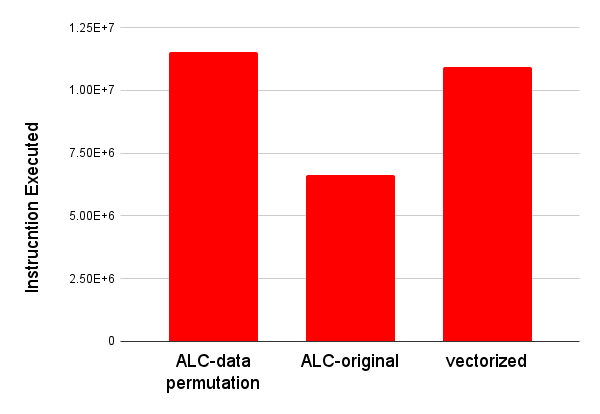 1.25E+7
1.00E+7
7.50E+6
5.00E+6
2.50E+6
0
Instrucntion Executed
ALC-data
permutation
ALC-original
vectorized